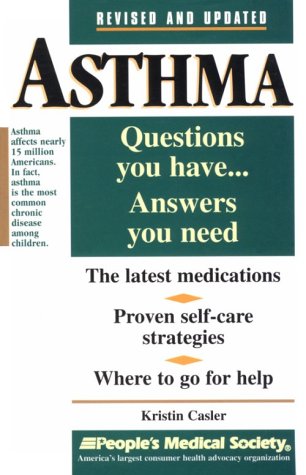 REVISED AND UPDATED
ASTHMA
Asthma
affects nearly
15 million
Americans.
In fact,
asthma
is the most
common
chronic
disease
among
children.
Questions
you have...
Answers
you need
The latest medications
Proven self-care
strategies
Where to go for help
Kristin Casler
People's Medical Society®
America's largest consumer health advocacy organization